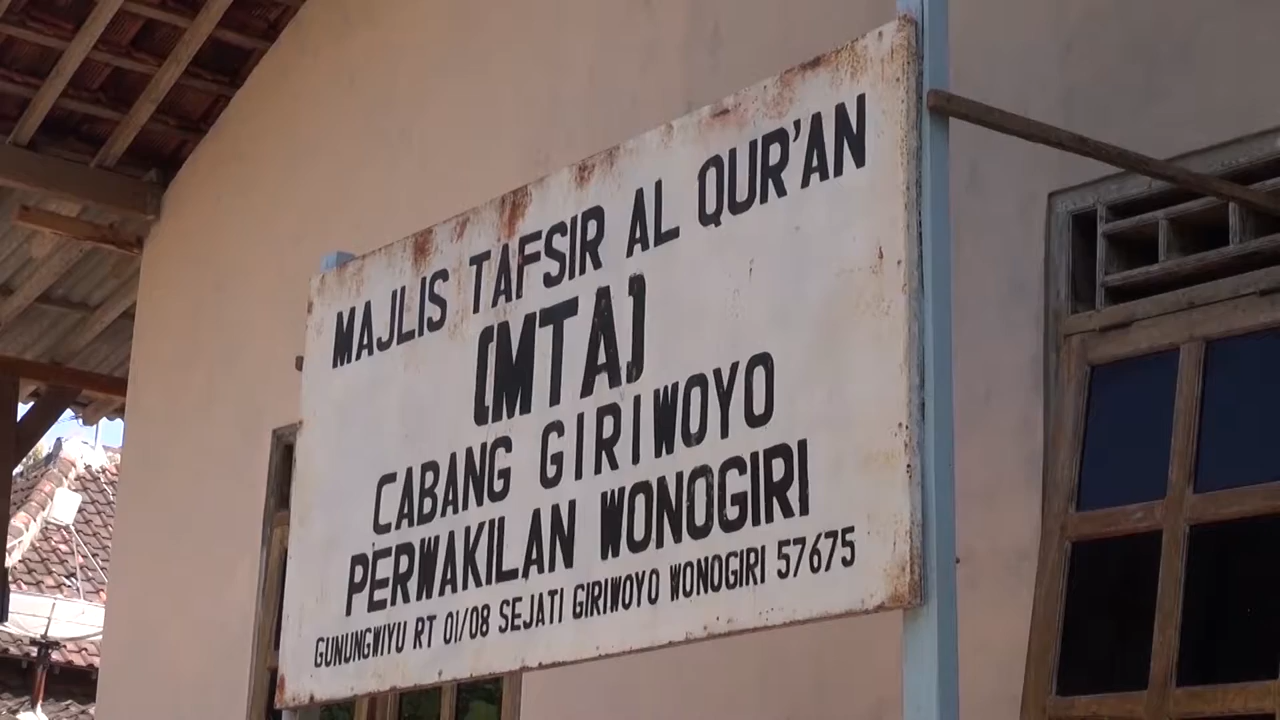 MAJLIS TAFSIR AL QUR'AN
(MTA)
CABANG GIRIWOYO
PERWAKILAN WONOGIRI
GUNUNGWIYU RT 01/08 SEJATI GIRIWOYO WONOGIRI 57675